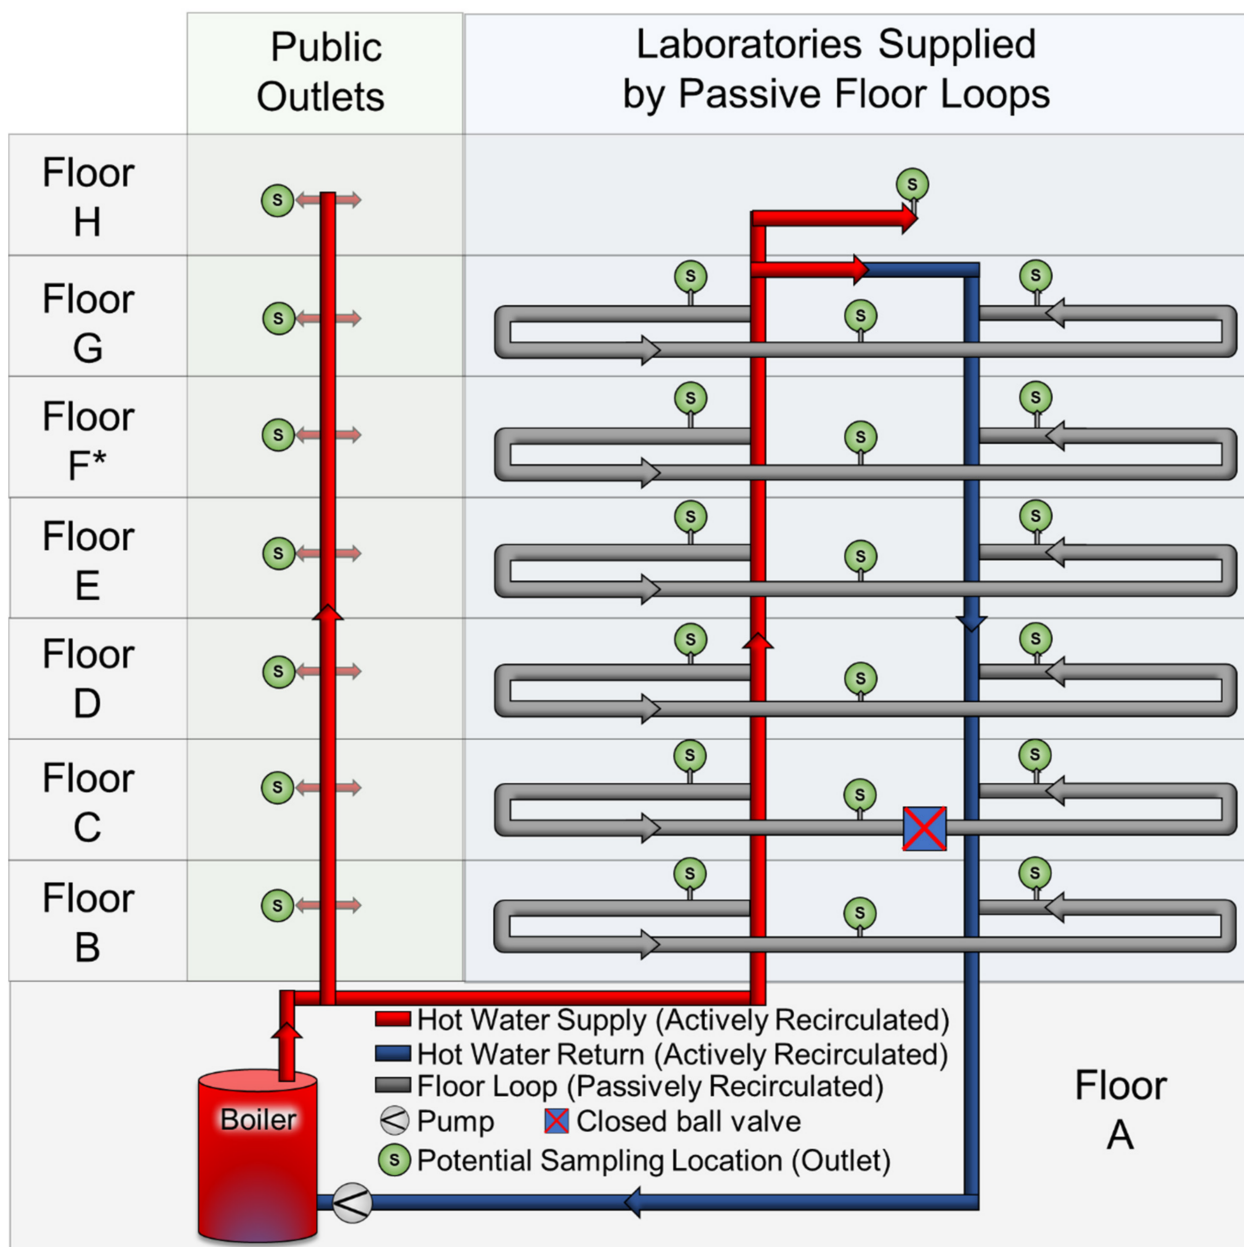 Public
Outlets
Laboratories Supplied
by Passive Floor Loops
Floor
H
S
S
Floor
G
S
S
S
S
Floor
F*
S
S
S
S
Floor
E
S
S
S
S
Floor
D
S
S
S
S
Floor
C
S
S
S
S
Floor
B
S
S
S
S
Hot Water Supply (Actively Recirculated)
Hot Water Return (Actively Recirculated)
Floor Loop (Passively Recirculated)
Pump
Closed ball valve
S Potential Sampling Location (Outlet)
Boiler
Floor
A